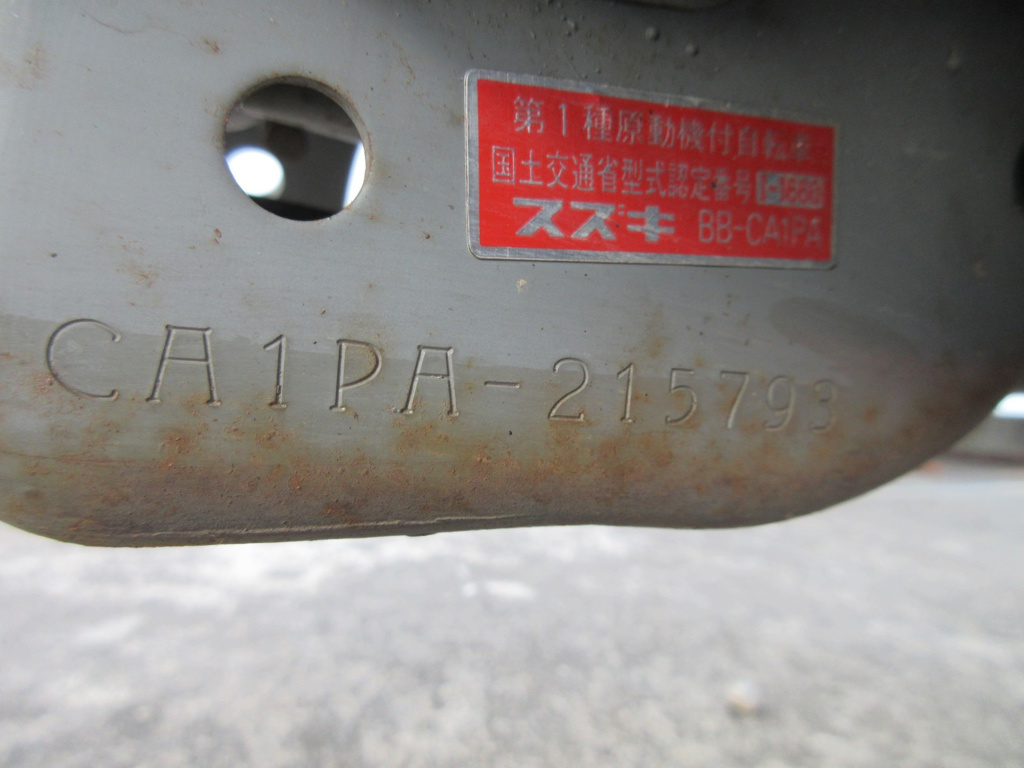 第1種原動機付自転車
国土交通省型式認定番号 I-1660
スズキ BB-CA1PA
CA1PA-215793